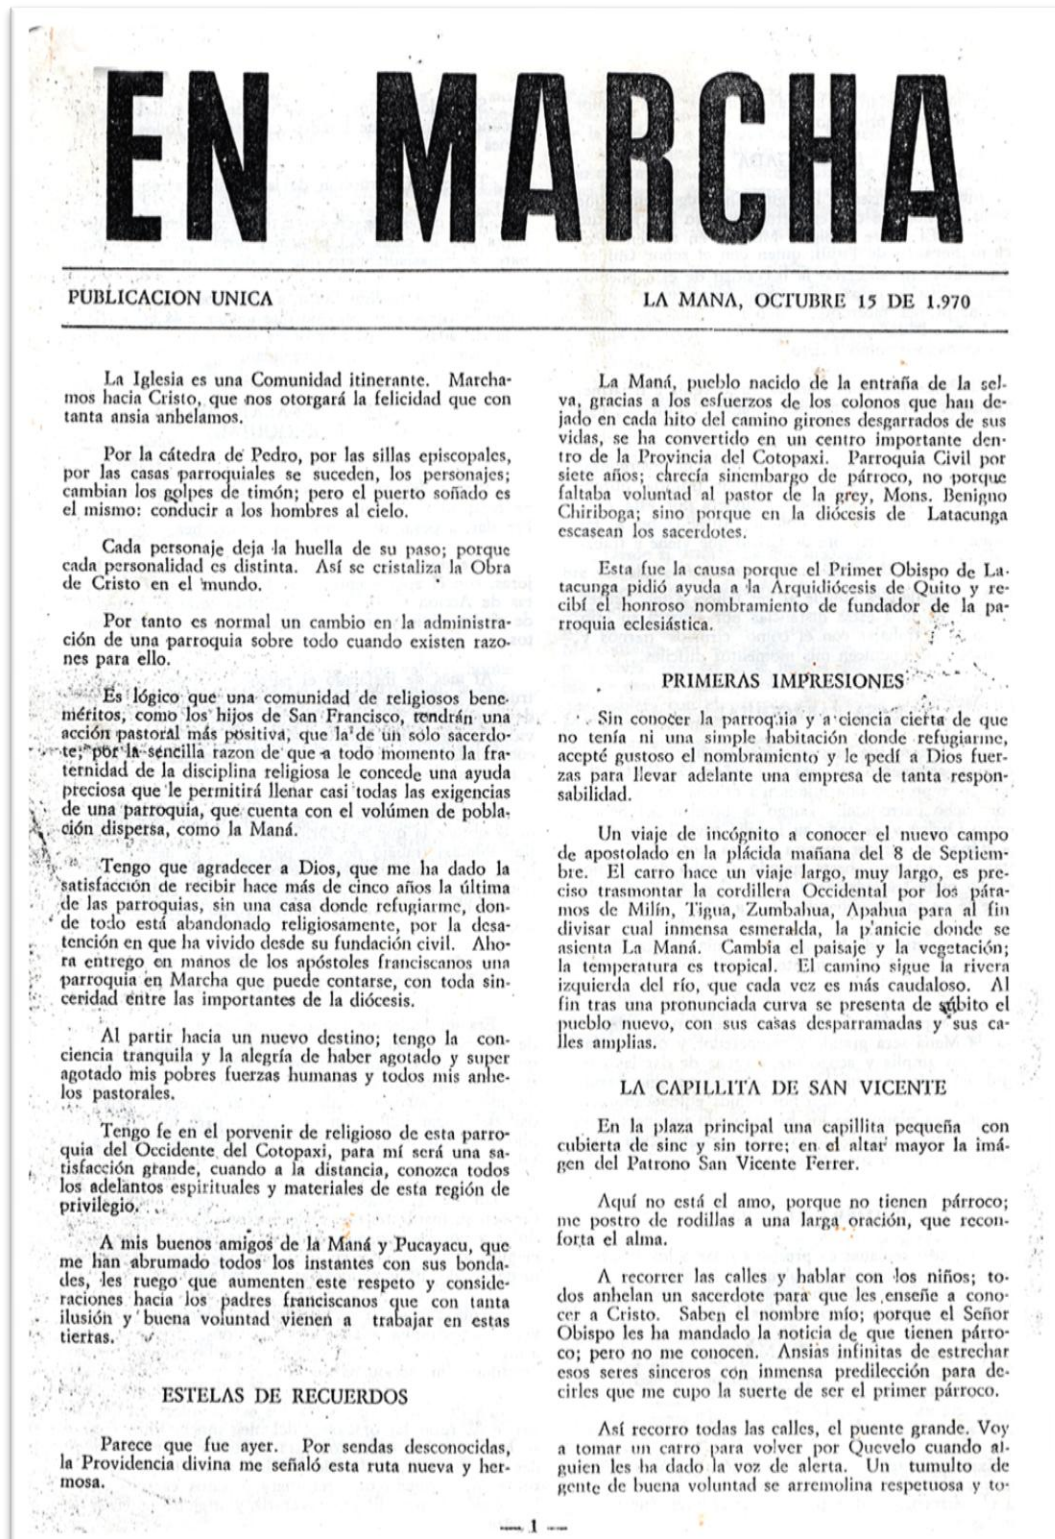 EN MARCHA
PUBLICACION UNICA
LA MANA, OCTUBRE 15 DE 1.970
La Iglesia es una Comunidad itinerante. Marcha-
mos hacia Cristo, que nos otorgará la felicidad que con
tanta ansia anhelamos.
Por la cátedra de Pedro, por las sillas episcopales,
por las casas parroquiales se suceden, los personajes;
cambian los golpes de timón; pero el puerto soñado es
el mismo: conducir a los hombres al cielo.
Cada personaje deja la huella de su paso; porque
cada personalidad es distinta. Así se cristaliza la Obra
de Cristo en el mundo.
Por tanto es normal un cambio en la administra-
ción de una parroquia sobre todo cuando existen razo-
nes para ello.
Es lógico que una comunidad de religiosos bene-
méritos, como los hijos de San Francisco, tendrán una
acción pastoral más positiva, que la de un solo sacerdo-
te; por la sencilla razon de que a todo momento la fra-
ternidad de la disciplina religiosa le concede una ayuda
preciosa que le permitirá llenar casi todas las exigencias
de una parroquia, que cuenta con el volúmen de pobla-
ción dispersa, como la Maná.
Tengo que agradecer a Dios, que me ha dado la
satisfacción de recibir hace más de cinco años la última
de las parroquias, sin una casa donde refugiarme, don-
de todo está abandonado religiosamente, por la desa-
tención en que ha vivido desde su fundación civil. Aho-
ra entrego en manos de los apóstoles franciscanos una
parroquia en Marcha que puede contarse, con toda sin-
ceridad entre las importantes de la diócesis.
Al partir hacia un nuevo destino; tengo la con-
ciencia tranquila y la alegría de haber agotado y super
agotado mis pobres fuerzas humanas y todos mis anhe-
los pastorales.
Tengo fe en el porvenir de religioso de esta parro-
quia del Occidente del Cotopaxi, para mí será una sa-
tisfacción grande, cuando a la distancia, conozca todos
los adelantos espirituales y materiales de esta región de
privilegio.
A mis buenos amigos de la Maná y Pucayacu, que
me han abrumado todos los instantes con sus bonda-
des, les ruego que aumenten este respeto y conside-
raciones hacia los padres franciscanos que con tanta
ilusión y buena voluntad vienen a trabajar en estas
tierras.
ESTELAS DE RECUERDOS
Parece que fue ayer. Por sendas desconocidas,
la Providencia divina me señaló esta ruta nueva y her-
mosa.
La Maná, pueblo nacido de la entraña de la sel-
va, gracias a los esfuerzos de los colonos que han de-
jado en cada hito del camino girones desgarrados de sus
vidas, se ha convertido en un centro importante den-
tro de la Provincia del Cotopaxi. Parroquia Civil por
siete años; carecía sinembargo de párroco, no porque
faltaba voluntad al pastor de la grey, Mons. Benigno
Chiriboga; sino porque en la diócesis de Latacunga
escasean los sacerdotes.
Esta fue la causa porque el Primer Obispo de La-
tacunga pidió ayuda a la Arquidiócesis de Quito y re-
cibí el honroso nombramiento de fundador de la pa-
rroquia eclesiástica.
PRIMERAS IMPRESIONES
Sin conocer la parroquia y a ciencia cierta de que
no tenía ni una simple habitación donde refugiarme,
acepté gustoso el nombramiento y le pedí a Dios fuer-
zas para llevar adelante una empresa de tanta respon-
sabilidad.
Un viaje de incógnito a conocer el nuevo campo
de apostolado en la plácida mañana del 8 de Septiem-
bre. El carro hace un viaje largo, muy largo, es pre-
ciso trasmontar la cordillera Occidental por los pára-
mos de Milín, Tigua, Zumbahua, Apahua para al fin
divisar cual inmensa esmeralda, la p'anicie donde se
asienta La Maná. Cambia el paisaje y la vegetación;
la temperatura es tropical. El camino sigue la rivera
izquierda del río, que cada vez es más caudaloso. Al
fin tras una pronunciada curva se presenta de súbito el
pueblo nuevo, con sus casas desparramadas y sus ca-
lles amplias.
LA CAPILLITA DE SAN VICENTE
En la plaza principal una capillita pequeña con
cubierta de sinc y sin torre; en el altar mayor la imá-
gen del Patrono San Vicente Ferrer.
Aquí no está el amo, porque no tienen párroco;
me postro de rodillas a una larga oración, que recon-
forta el alma.
A recorrer las calles y hablar con los niños; to-
dos anhelan un sacerdote para que les enseñe a cono-
cer a Cristo. Saben el nombre mío; porque el Señor
Obispo les ha mandado la noticia de que tienen párro-
co; pero no me conocen. Ansias infinitas de estrechar
esos seres sinceros con inmensa predilección para de-
cirles que me cupo la suerte de ser el primer párroco.
Así recorro todas las calles, el puente grande. Voy
a tomar un carro para volver por Quevelo cuando al-
guien les ha dado la voz de alerta. Un tumulto de
gente de buena voluntad se arremolina respetuosa y to-
— 1 —